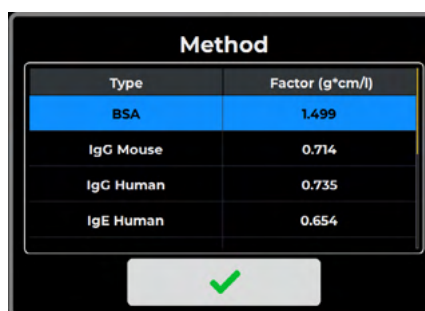 Method
Type Factor (g*cm/l)
BSA 1.499
IgG Mouse 0.714
IgG Human 0.735
IgE Human 0.654